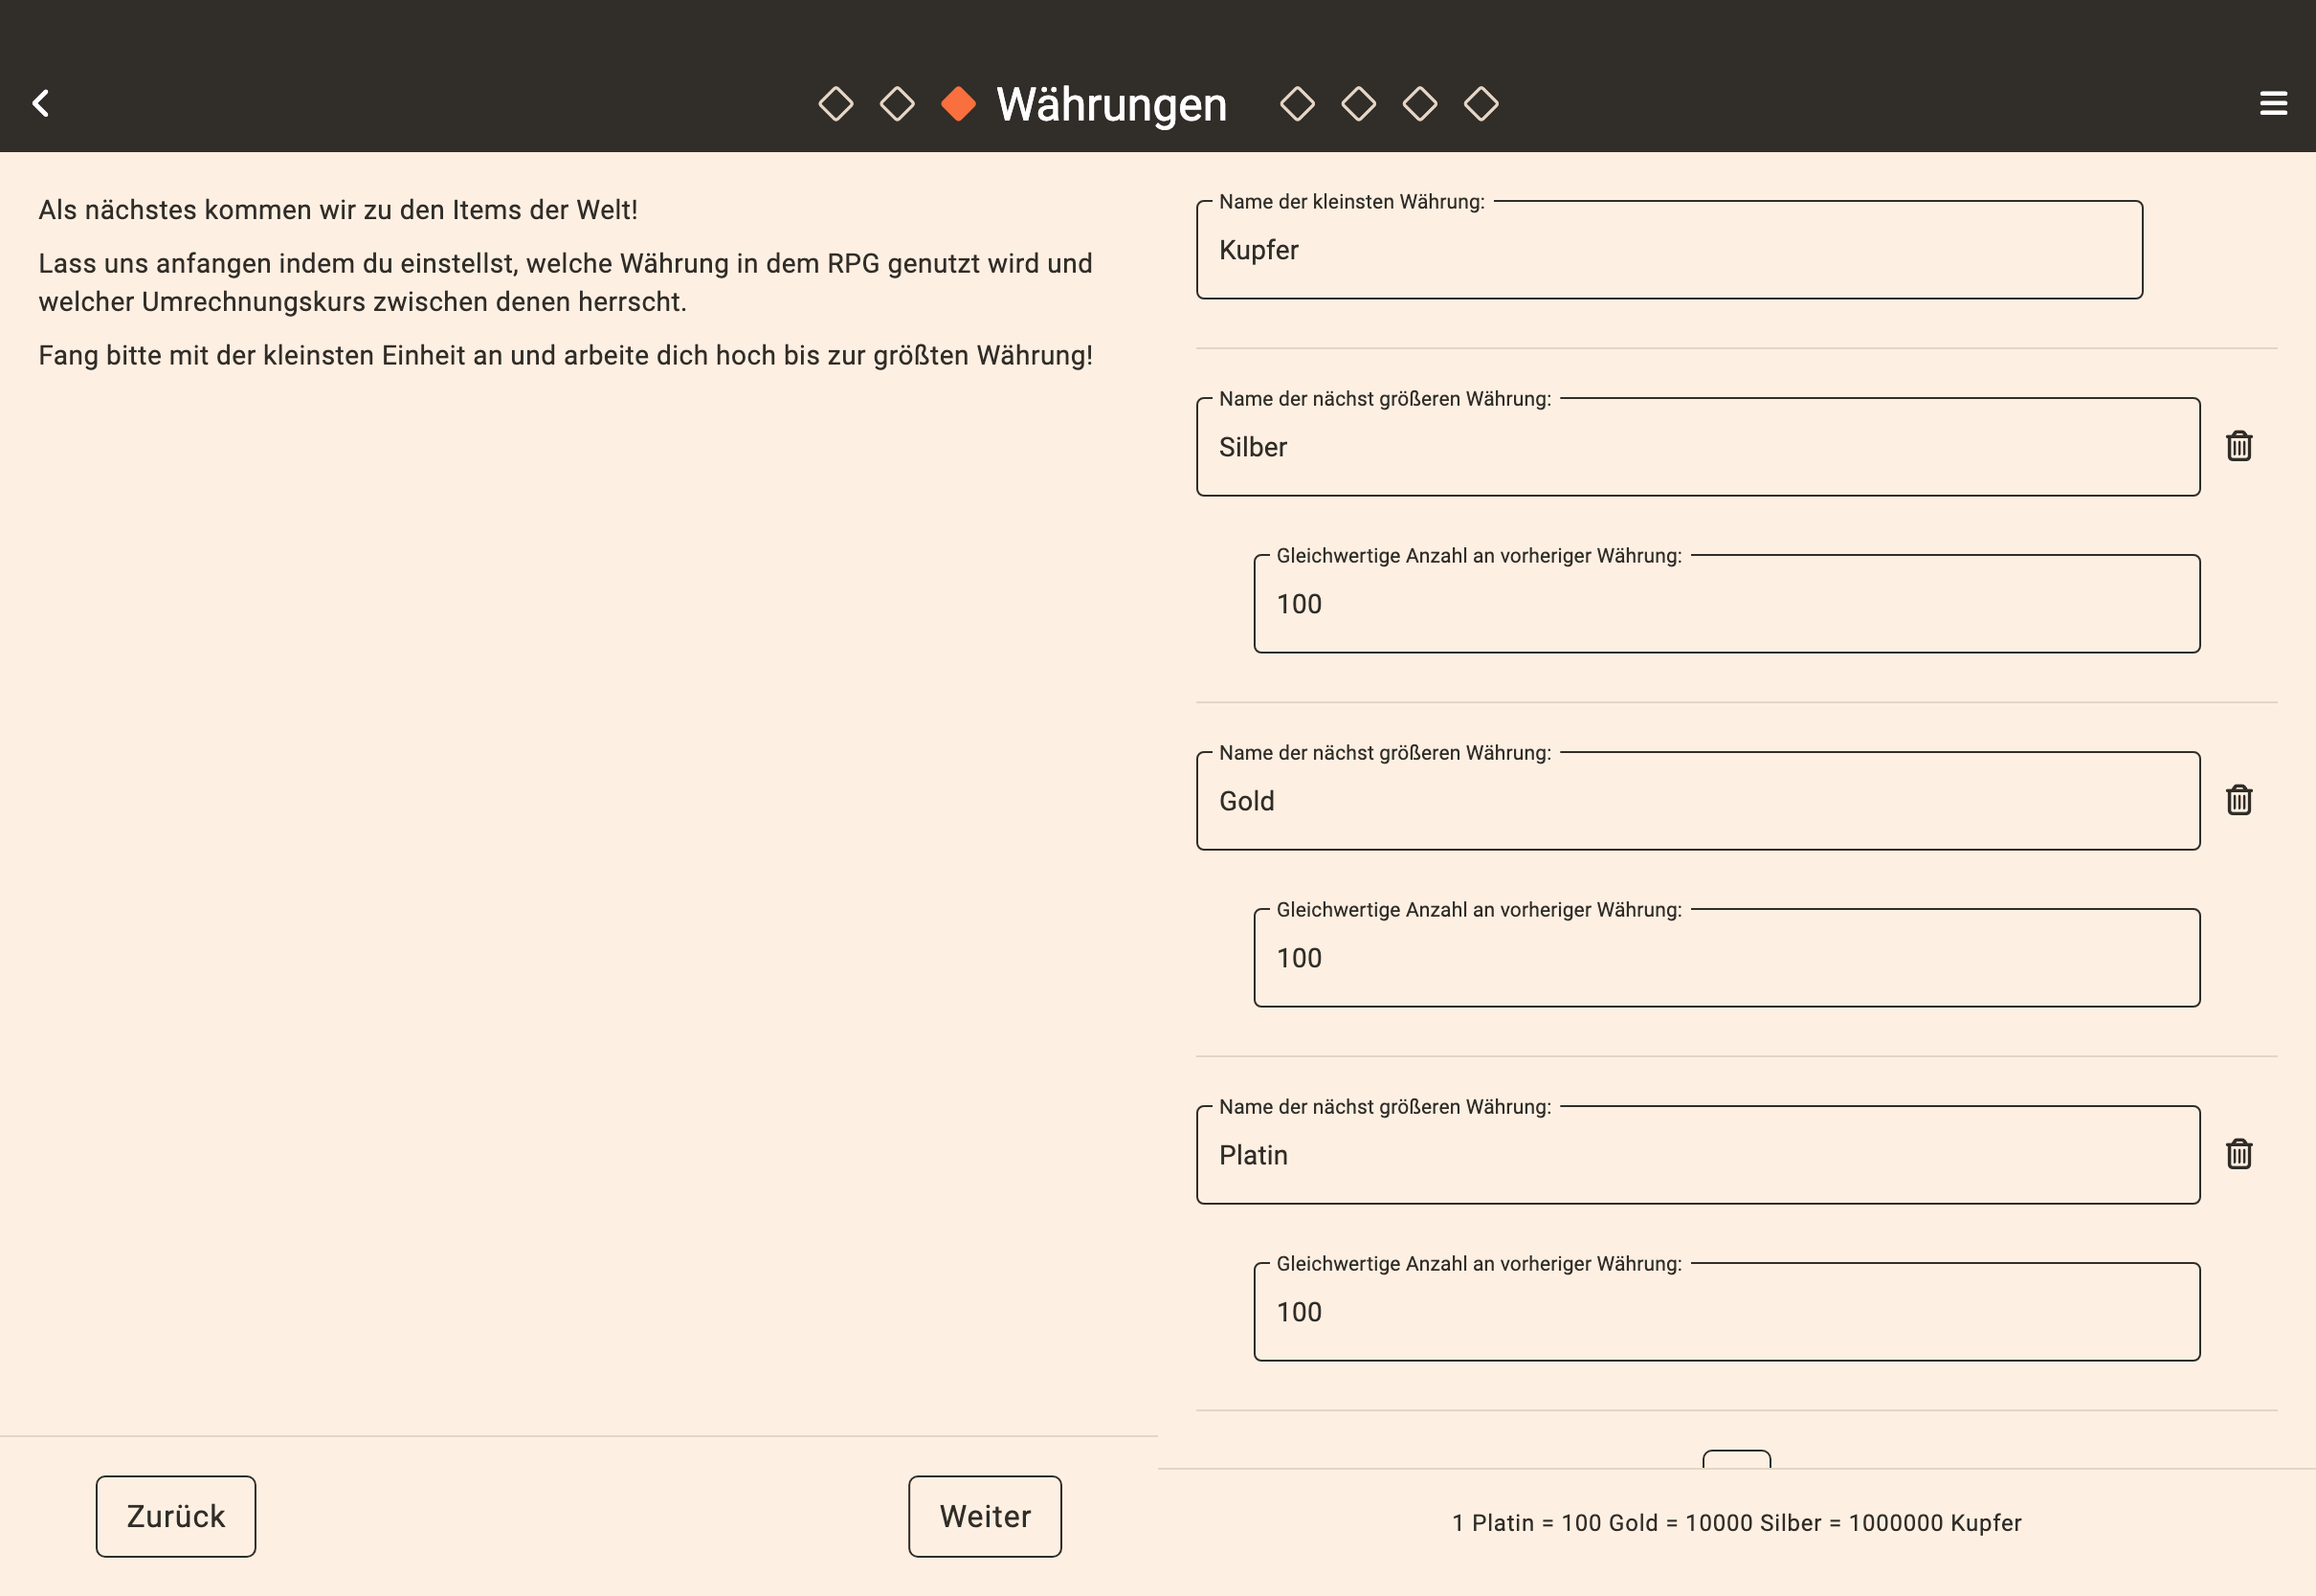 Währungen
Als nächstes kommen wir zu den Items der Welt!
Lass uns anfangen indem du einstellst, welche Währung in dem RPG genutzt wird und
welcher Umrechnungskurs zwischen denen herrscht.
Fang bitte mit der kleinsten Einheit an und arbeite dich hoch bis zur größten Währung!
Zurück
Weiter
Name der kleinsten Währung:
Kupfer
Name der nächst größeren Währung:
Silber
Gleichwertige Anzahl an vorheriger Währung:
100
Name der nächst größeren Währung:
Gold
Gleichwertige Anzahl an vorheriger Währung:
100
Name der nächst größeren Währung:
Platin
Gleichwertige Anzahl an vorheriger Währung:
100
1 Platin = 100 Gold = 10000 Silber = 1000000 Kupfer